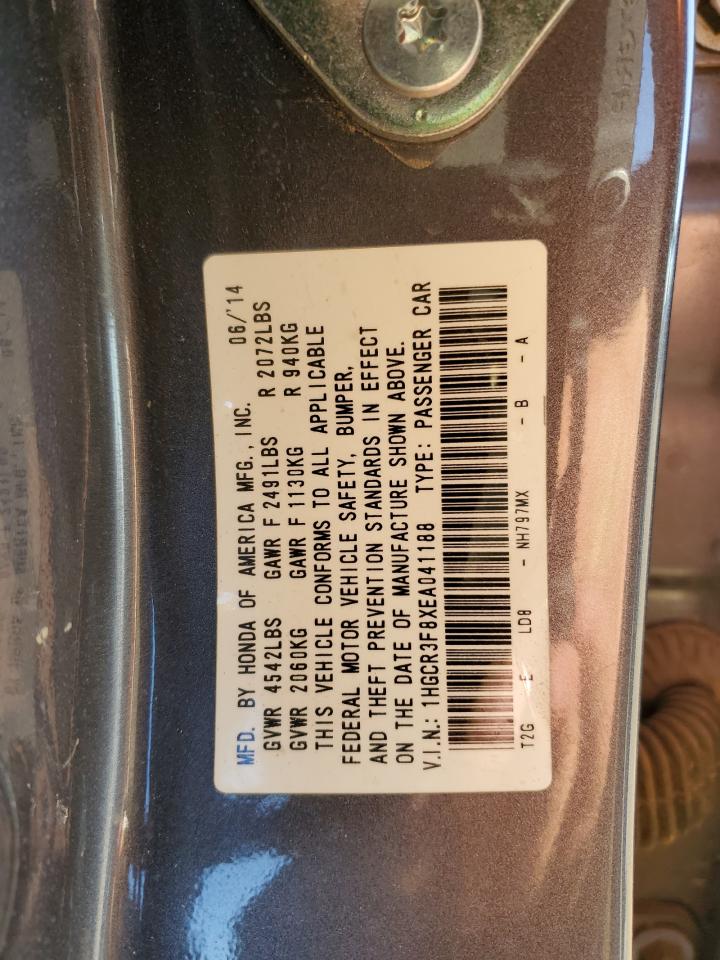 MFD. BY HONDA OF AMERICA MFG., INC. 06/'14
GVWR 4542LBS GAWR F 2491LBS R 2072LBS
GVWR 2060KG GAWR F 1130KG R 940KG
THIS VEHICLE CONFORMS TO ALL APPLICABLE
FEDERAL MOTOR VEHICLE SAFETY, BUMPER,
AND THEFT PREVENTION STANDARDS IN EFFECT
ON THE DATE OF MANUFACTURE SHOWN ABOVE.
V.I.N.: 1HGCR3F8XEA041188 TYPE: PASSENGER CAR
T2G E LD8 - NH797MX - B - A